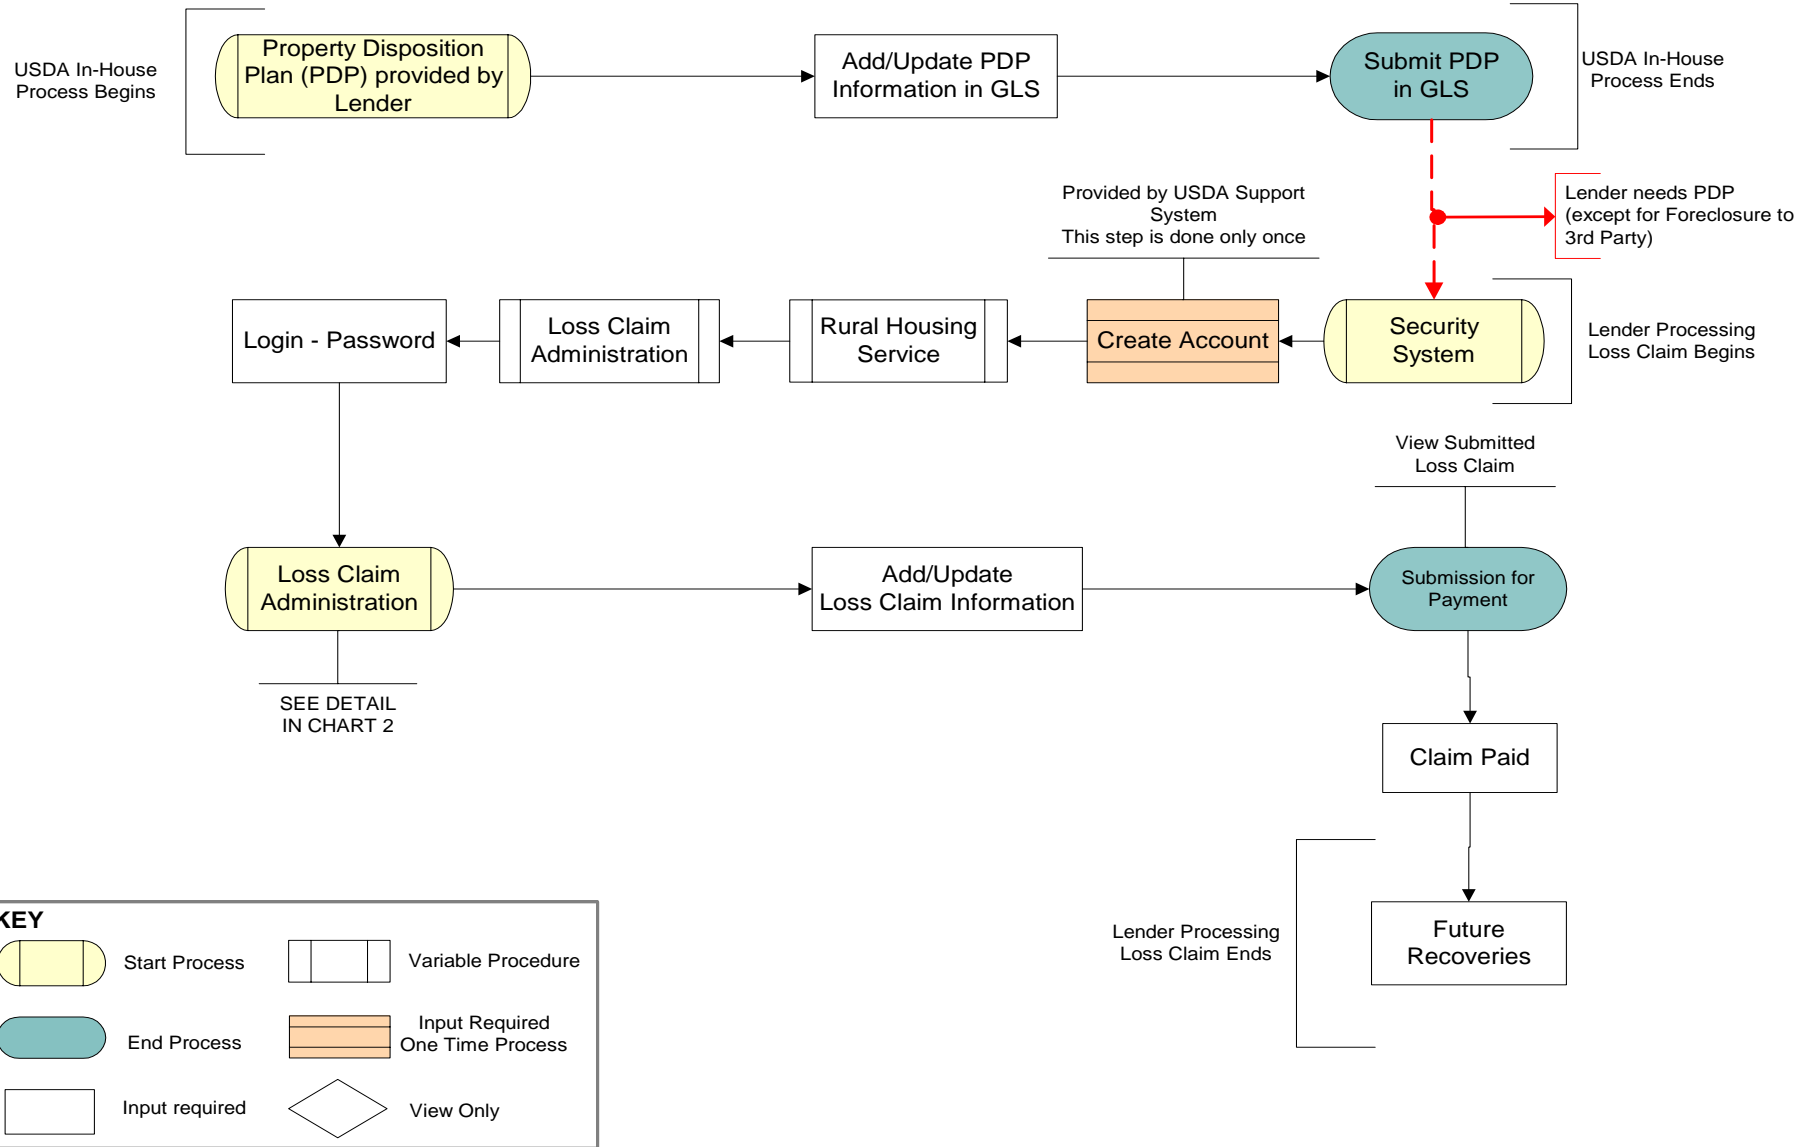 USDA In-House
Process Begins
Property Disposition
Plan (PDP) provided by
Lender
Add/Update PDP
Information in GLS
Submit PDP
in GLS
USDA In-House
Process Ends
Lender needs PDP
(except for Foreclosure to
3rd Party)
Provided by USDA Support
System
This step is done only once
Login - Password
Loss Claim
Administration
Rural Housing
Service
Create Account
Security
System
Lender Processing
Loss Claim Begins
View Submitted
Loss Claim
Loss Claim
Administration
Add/Update
Loss Claim Information
Submission for
Payment
SEE DETAIL
IN CHART 2
Claim Paid
Lender Processing
Loss Claim Ends
Future
Recoveries
KEY
Start Process
Variable Procedure
End Process
Input Required
One Time Process
Input required
View Only